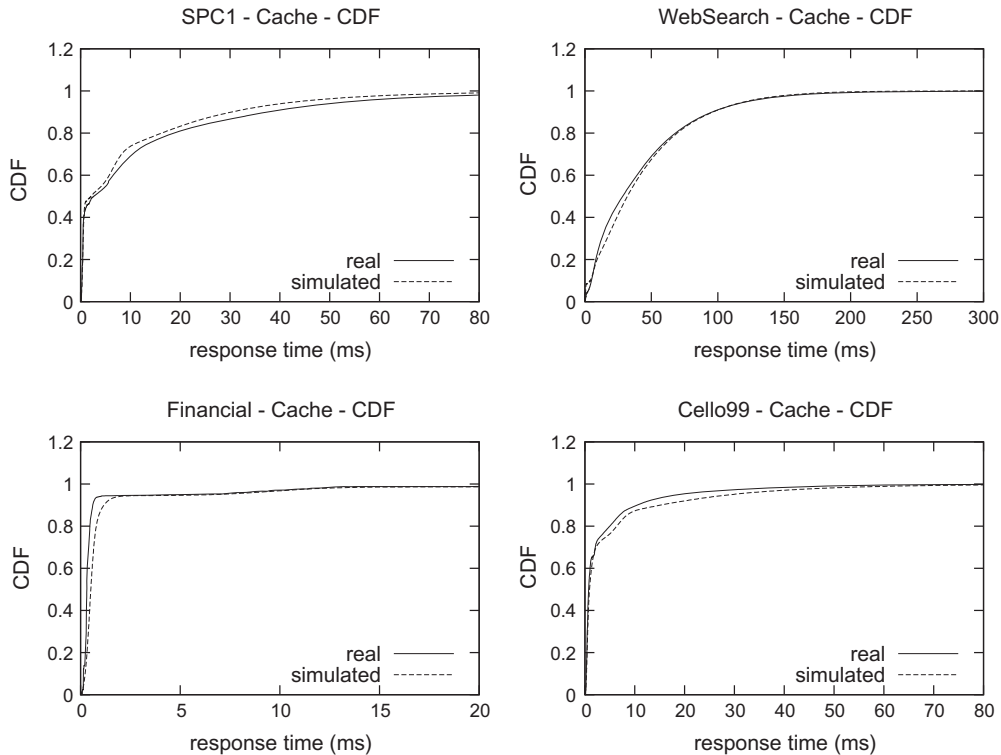 SPC1 - Cache - CDF
1.2
1
0.8
0.6
0.4
0.2
0
CDF
real
simulated
0 10 20 30 40 50 60 70 80
response time (ms)
WebSearch - Cache - CDF
1.2
1
0.8
0.6
0.4
0.2
0
CDF
real
simulated
0 50 100 150 200 250 300
response time (ms)
Financial - Cache - CDF
1.2
1
0.8
0.6
0.4
0.2
0
CDF
real
simulated
0 5 10 15 20
response time (ms)
Cello99 - Cache - CDF
1.2
1
0.8
0.6
0.4
0.2
0
CDF
real
simulated
0 10 20 30 40 50 60 70 80
response time (ms)